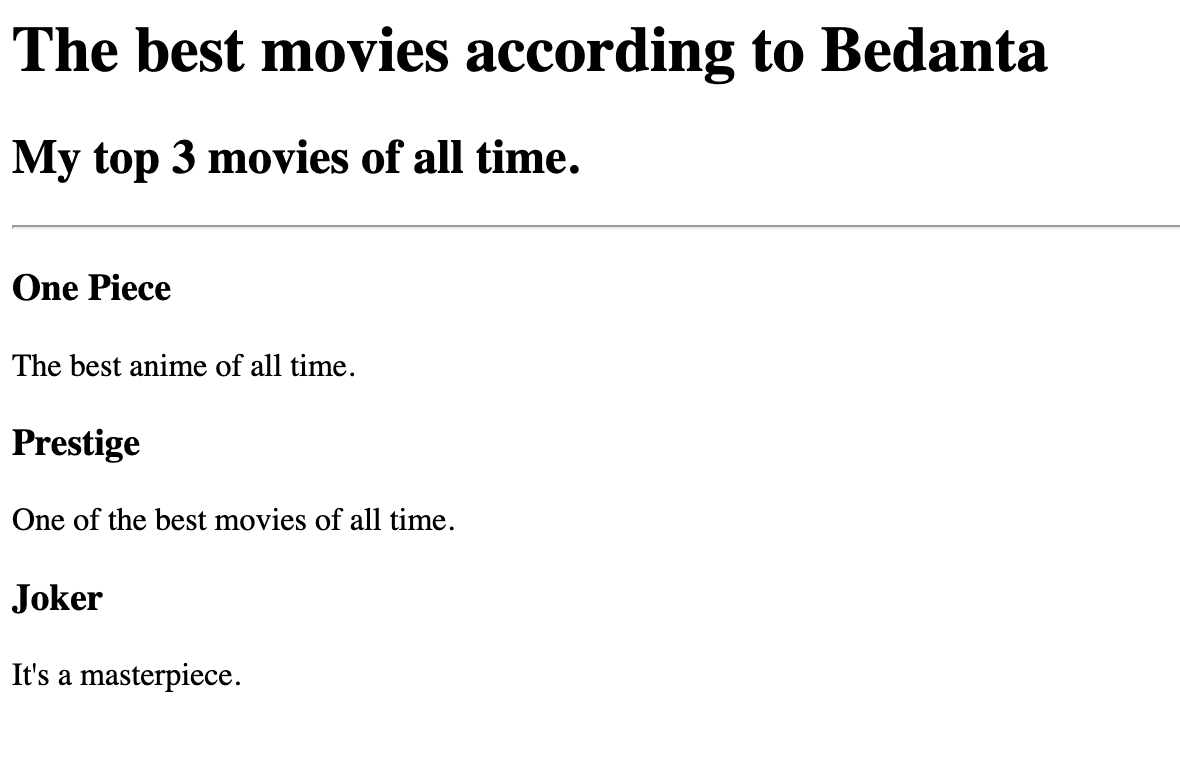 The best movies according to Bedanta
My top 3 movies of all time.
One Piece
The best anime of all time.
Prestige
One of the best movies of all time.
Joker
It's a masterpiece.